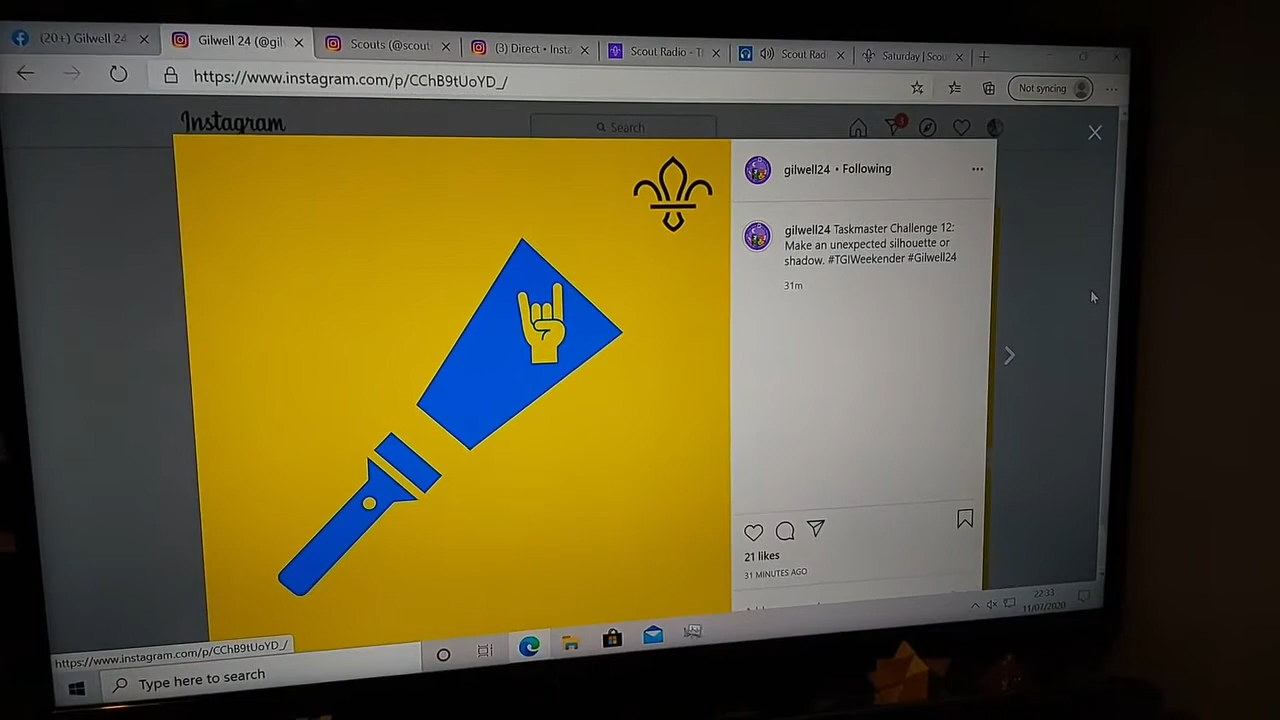 (20+) Gilwell 24
Gilwell 24 (@gil
Scouts (@scout
(3) Direct • Insta
Scout Radio - T
Scout Rad
Saturday | Scou
https://www.instagram.com/p/CChB9tUoYD_/
Not syncing
Instagram
Search
3
gilwell24 • Following
gilwell24 Taskmaster Challenge 12:
Make an unexpected silhouette or
shadow. #TGIWeekender #Gilwell24
31m
21 likes
31 MINUTES AGO
https://www.instagram.com/p/CChB9tUoYD_/
Type here to search
22:33
11/07/2020